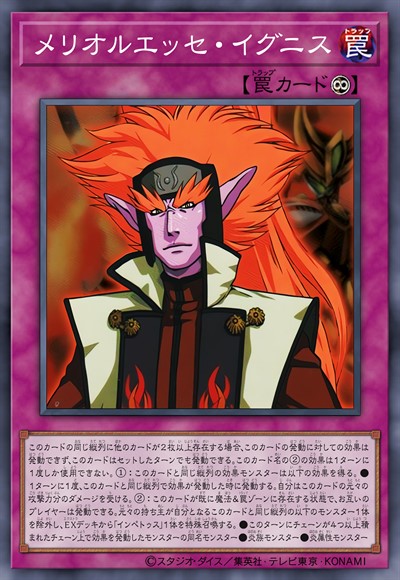 メリオルエッセ・イグニス
トラップ
罠
【罠カード】
このカードの同じ縦列に他のカードが2枚以上存在する場合、このカードの発動に対しての効果は
発動できず、このカードはセットしたターンでも発動できる。このカード名の②の効果は1ターンに
1度しか使用できない。①：このカードと同じ縦列の効果モンスターは以下の効果を得る。●
1ターンに1度、このカードと同じ縦列で効果が発動した時に発動する。自分はこのカードの元々の
攻撃力分のダメージを受ける。②：このカードが既に魔法&罠ゾーンに存在する状態で、お互いの
プレイヤーは発動できる。元々の持ち主が自分となるこのカードと同じ縦列の以下のモンスター1体
を除外し、EXデッキから「インペトゥス」1体を特殊召喚する。●このターンにチェーンが4つ以上積
まれたチェーン上で効果を発動したモンスターのモンスター ●炎族モンスター ●炎属性モンスター
©スタジオ・ダイス／集英社・テレビ東京・KONAMI